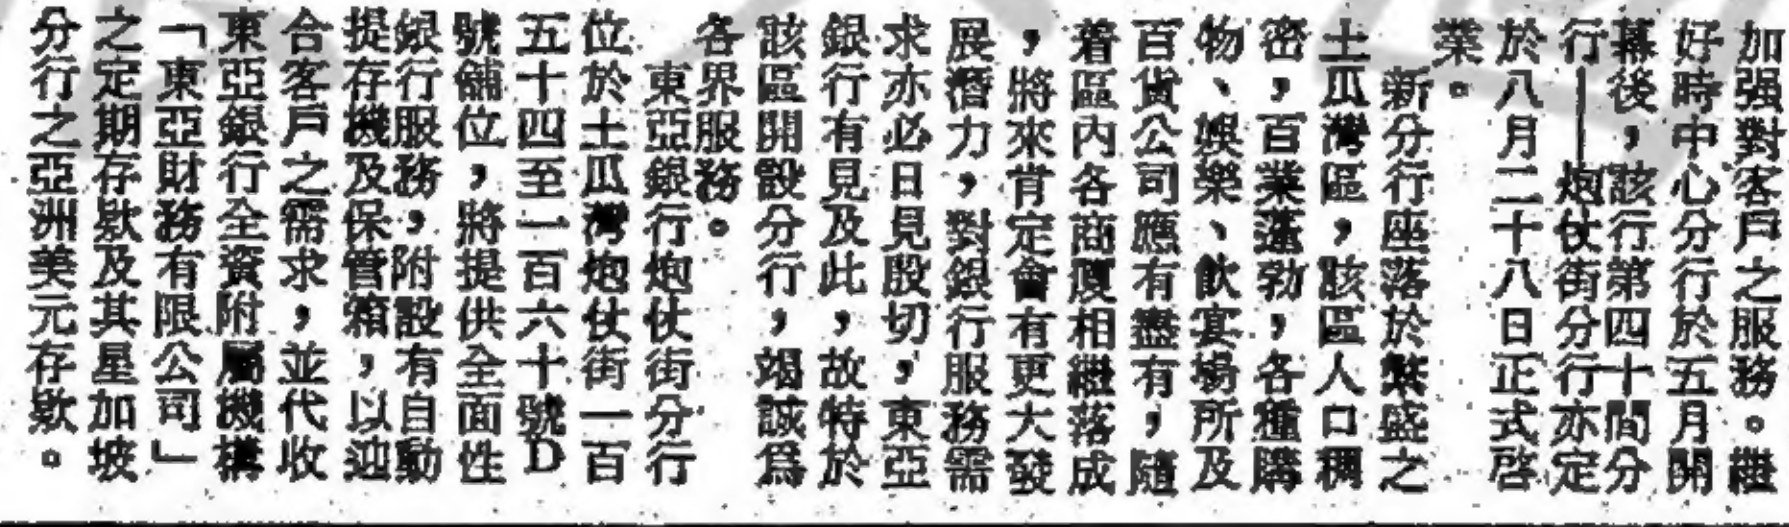 加强對客戶之服務。繼
好時中心分行於五月開
幕後，該行第四十間分
行——炮仗街分行亦定
於八月二十八日正式啓
業。
新分行座落於繁盛之
土瓜灣區，該區人口稠
密，百業蓬勃，各種購
物、娛樂、飲宴場所及
百貨公司應有盡有，隨
着區內各商廈相繼落成
，將來肯定會有更大發
展潛力，對銀行服務需
求亦必日見殷切，東亞
銀行有見及此，故特於
該區開設分行，竭誠爲
各界服務。
東亞銀行炮仗街分行
位於土瓜灣炮仗街一百
五十四至一百六十號D
號舖位，將提供全面性
銀行服務，附設有自動
提存機及保管箱，以迎
合客戶之需求，並代收
東亞銀行全資附屬機構
「東亞財務有限公司」
之定期存款及其星加坡
分行之亞洲美元存款。